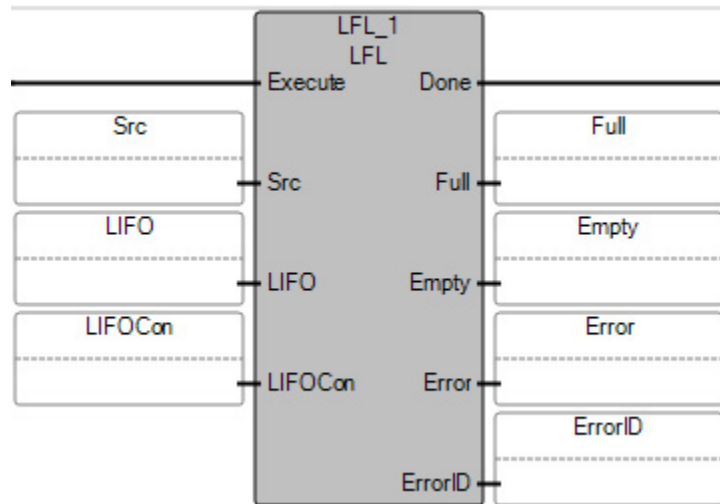 LFL_1
LFL
Execute Done
Src Full
Src Full
LIFO Empty
LIFO Empty
LIFOCon Error
LIFOCon Error
ErrorID
ErrorID